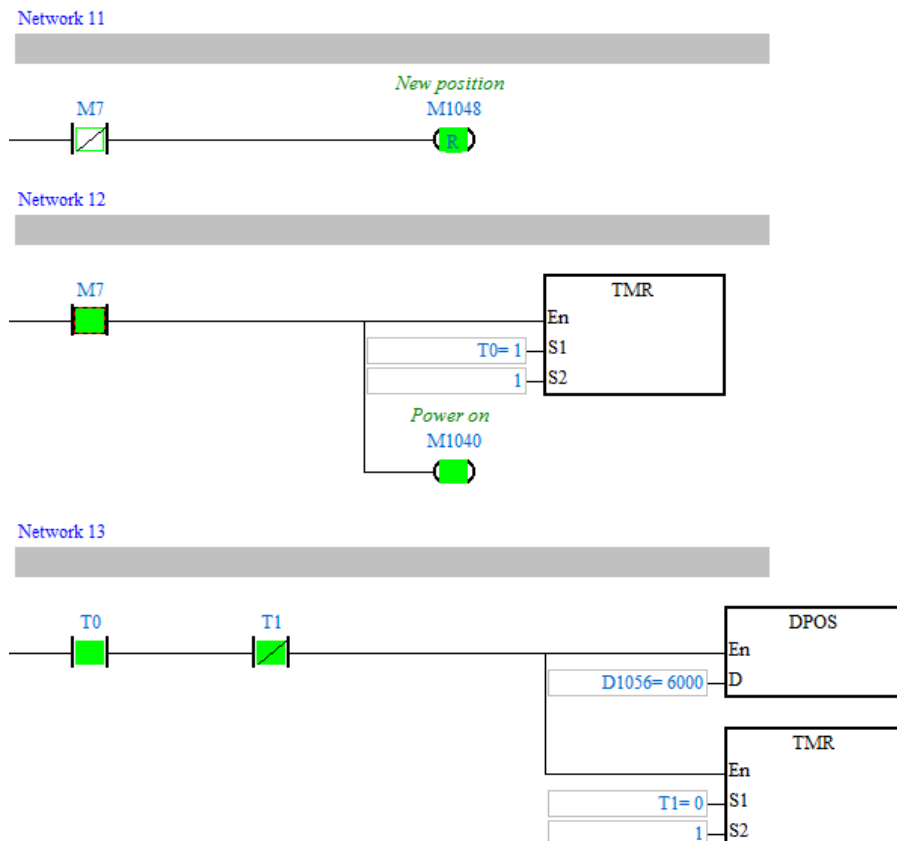 Network 11
New position
M7 M1048
R
Network 12
M7 TMR
En
T0= 1 S1
1 S2
Power on
M1040
Network 13
T0 T1 DPOS
En
D1056= 6000 D
TMR
En
T1= 0 S1
1 S2